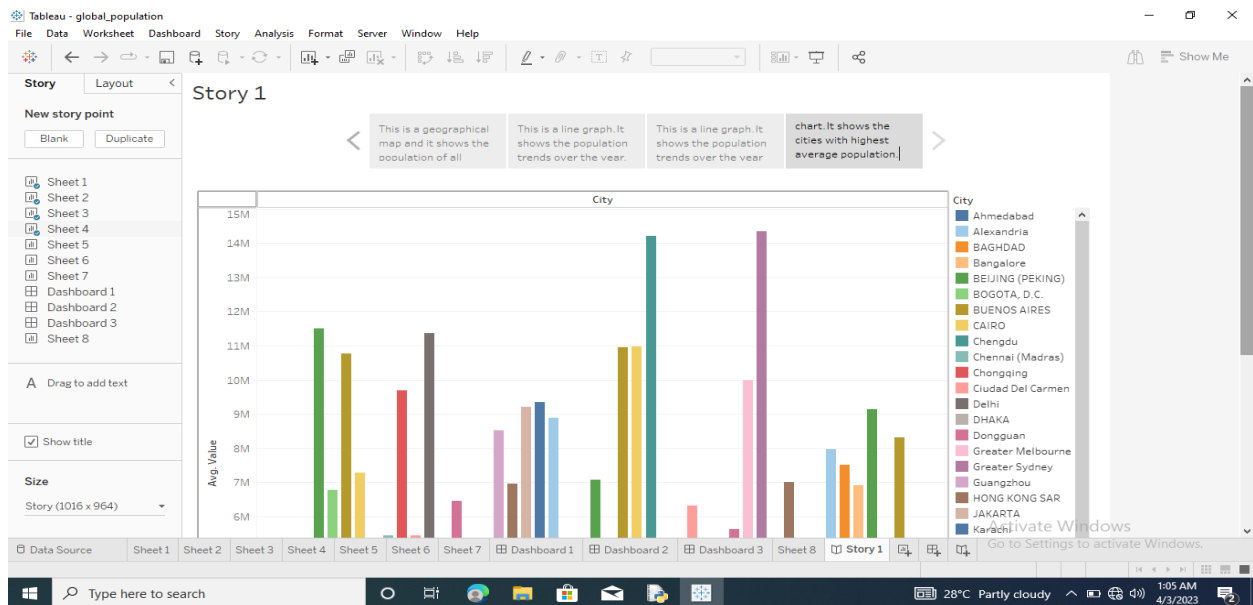 Tableau - global_population
File Data Worksheet Dashboard Story Analysis Format Server Window Help
Show Me
Story Layout
New story point
Blank Duplicate
Sheet 1
Sheet 2
Sheet 3
Sheet 4
Sheet 5
Sheet 6
Sheet 7
Dashboard 1
Dashboard 2
Dashboard 3
Sheet 8
A Drag to add text
Show title
Size
Story (1016 x 964)
Story 1
This is a geographical
map and it shows the
population of all
This is a line graph.It
shows the population
trends over the year.
This is a line graph.It
shows the population
trends over the year
chart.It shows the
cities with highest
average population.
City
15M
14M
13M
12M
11M
10M
9M
8M
7M
6M
Avg. Value
City
Ahmedabad
Alexandria
BAGHDAD
Bangalore
BEIJING (PEKING)
BOGOTA, D.C.
BUENOS AIRES
CAIRO
Chengdu
Chennai (Madras)
Chongqing
Ciudad Del Carmen
Delhi
DHAKA
Dongguan
Greater Melbourne
Greater Sydney
Guangzhou
HONG KONG SAR
JAKARTA
Karachi
Activate Windows
Go to Settings to activate Windows.
Data Source Sheet 1 Sheet 2 Sheet 3 Sheet 4 Sheet 5 Sheet 6 Sheet 7 Dashboard 1 Dashboard 2 Dashboard 3 Sheet 8 Story 1
Type here to search
28°C Partly cloudy
1:05 AM
4/3/2023
2